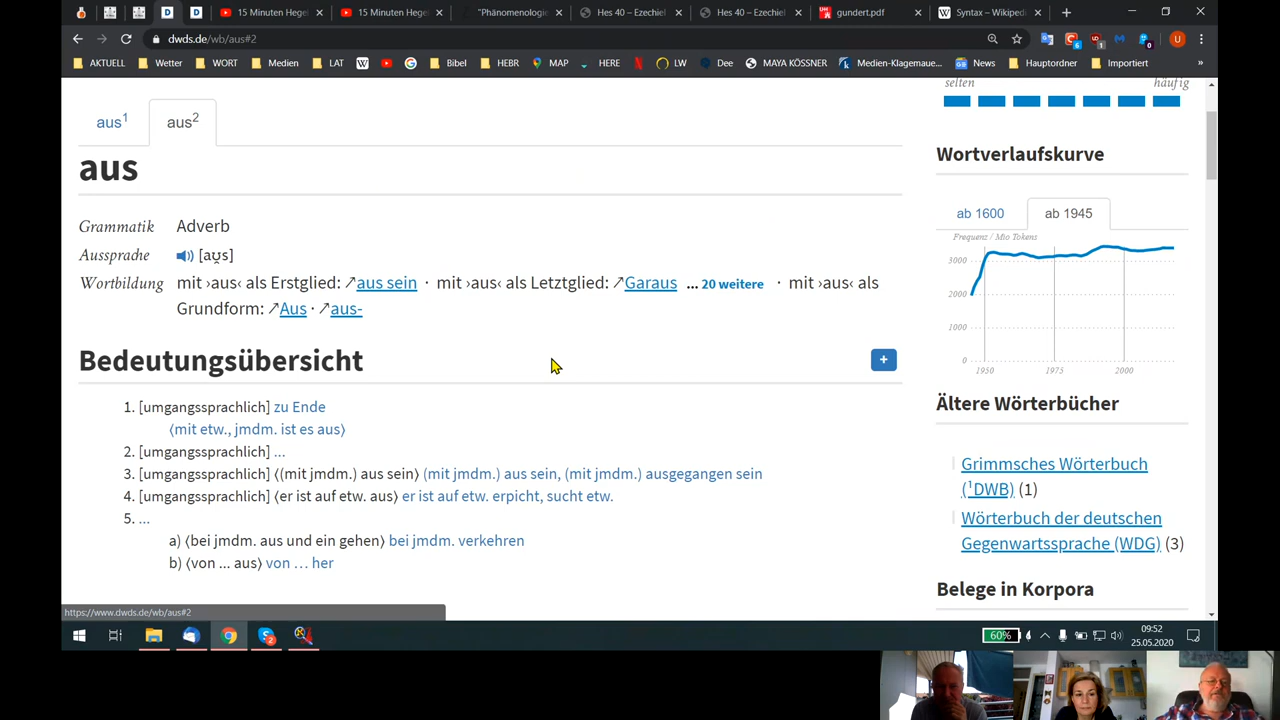 15 Minuten Hegel
15 Minuten Hegel
"Phänomenologie
Hes 40 – Ezechiel
Hes 40 – Ezechiel
gundert.pdf
Syntax – Wikipedi
dwds.de/wb/aus#2
AKTUELL
Wetter
WORT
Medien
LAT
Bibel
HEBR
MAP
HERE
LW
Dee
MAYA KÖSSNER
Medien-Klagemaue...
News
Hauptordner
Importiert
»
selten
häufig
aus1
aus2
aus
Grammatik Adverb
Aussprache [aʊ̯s]
Wortbildung mit ›aus‹ als Erstglied: ↗aus sein · mit ›aus‹ als Letztglied: ↗Garaus ... 20 weitere · mit ›aus‹ als
Grundform: ↗Aus · ↗aus-
Bedeutungsübersicht
+
1. [umgangssprachlich] zu Ende
⟨mit etw., jmdm. ist es aus⟩
2. [umgangssprachlich] ...
3. [umgangssprachlich] ⟨(mit jmdm.) aus sein⟩ (mit jmdm.) aus sein, (mit jmdm.) ausgegangen sein
4. [umgangssprachlich] ⟨er ist auf etw. aus⟩ er ist auf etw. erpicht, sucht etw.
5. ...
a) ⟨bei jmdm. aus und ein gehen⟩ bei jmdm. verkehren
b) ⟨von ... aus⟩ von … her
Wortverlaufskurve
ab 1600
ab 1945
Frequenz / Mio Tokens
3000
2000
1000
0
1950 1975 2000
Ältere Wörterbücher
Grimmsches Wörterbuch
(1DWB) (1)
Wörterbuch der deutschen
Gegenwartssprache (WDG) (3)
Belege in Korpora
https://www.dwds.de/wb/aus#2
60%
09:52
25.05.2020